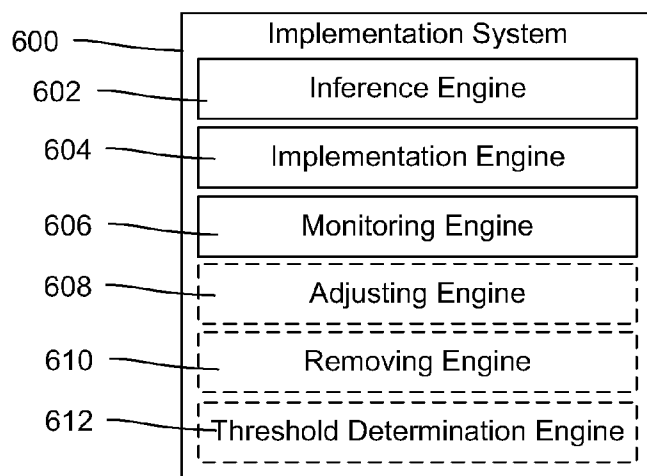 600 Implementation System
602 Inference Engine
604 Implementation Engine
606 Monitoring Engine
608 Adjusting Engine
610 Removing Engine
612 Threshold Determination Engine